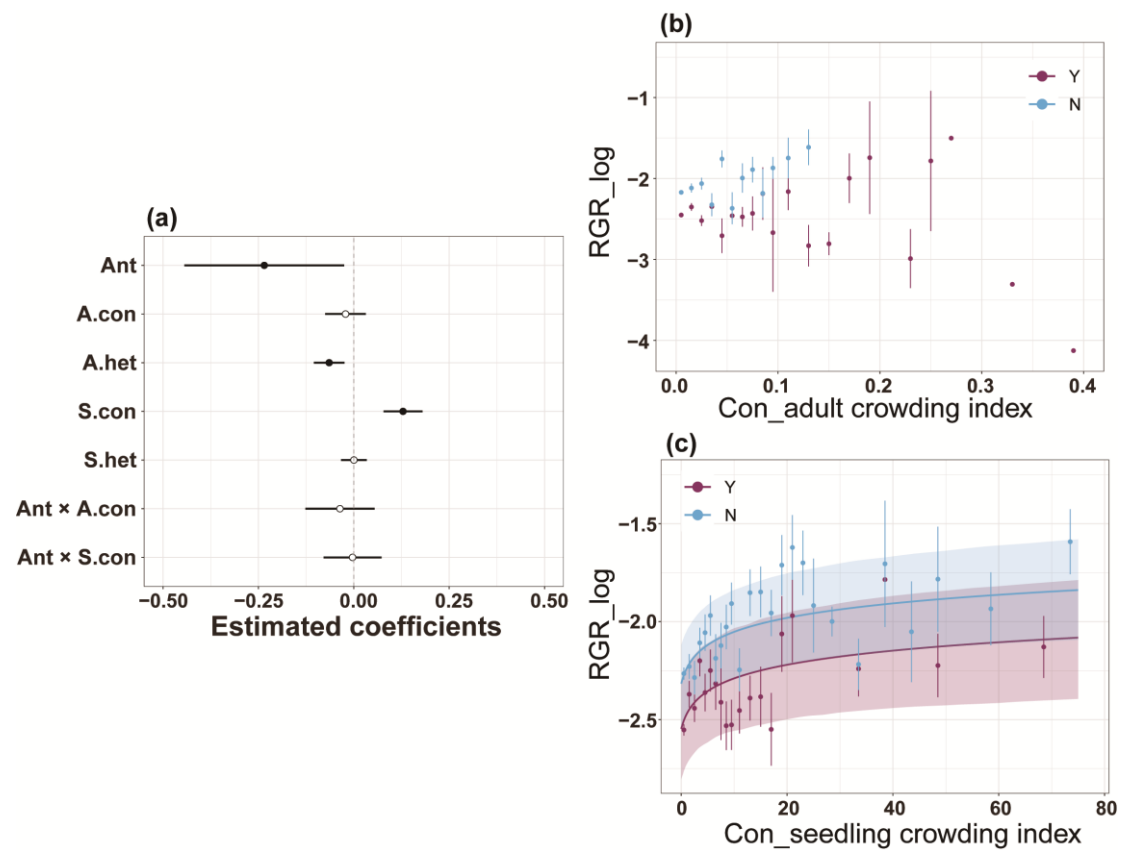 (a)
Ant
A.con
A.het
S.con
S.het
Ant × A.con
Ant × S.con
−0.50 −0.25 0.00 0.25 0.50
Estimated coefficients
(b)
Y
N
−1
−2
−3
−4
RGR_log
0.0 0.1 0.2 0.3 0.4
Con_adult crowding index
(c)
Y
N
−1.5
−2.0
−2.5
RGR_log
0 20 40 60 80
Con_seedling crowding index